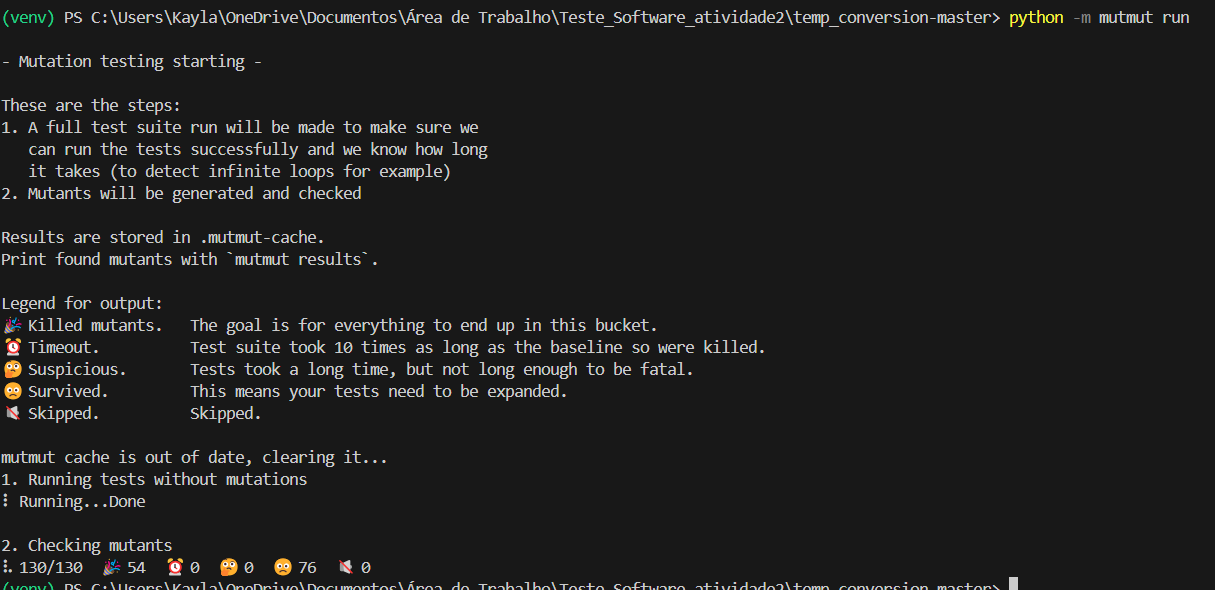 (venv) PS C:\Users\Kayla\OneDrive\Documentos\Área de Trabalho\Teste_Software_atividade2\temp_conversion-master> python -m mutmut run
- Mutation testing starting -
These are the steps:
1. A full test suite run will be made to make sure we
   can run the tests successfully and we know how long
   it takes (to detect infinite loops for example)
2. Mutants will be generated and checked
Results are stored in .mutmut-cache.
Print found mutants with `mutmut results`.
Legend for output:
🎉 Killed mutants.   The goal is for everything to end up in this bucket.
⏰ Timeout.          Test suite took 10 times as long as the baseline so were killed.
🤔 Suspicious.       Tests took a long time, but not long enough to be fatal.
🙁 Survived.         This means your tests need to be expanded.
🔇 Skipped.          Skipped.
mutmut cache is out of date, clearing it...
1. Running tests without mutations
⠸ Running...Done
2. Checking mutants
⠧ 130/130  🎉 54  ⏰ 0  🤔 0  🙁 76  🔇 0
(venv) PS C:\Users\Kayla\OneDrive\Documentos\Área de Trabalho\Teste_Software_atividade2\temp_conversion-master>